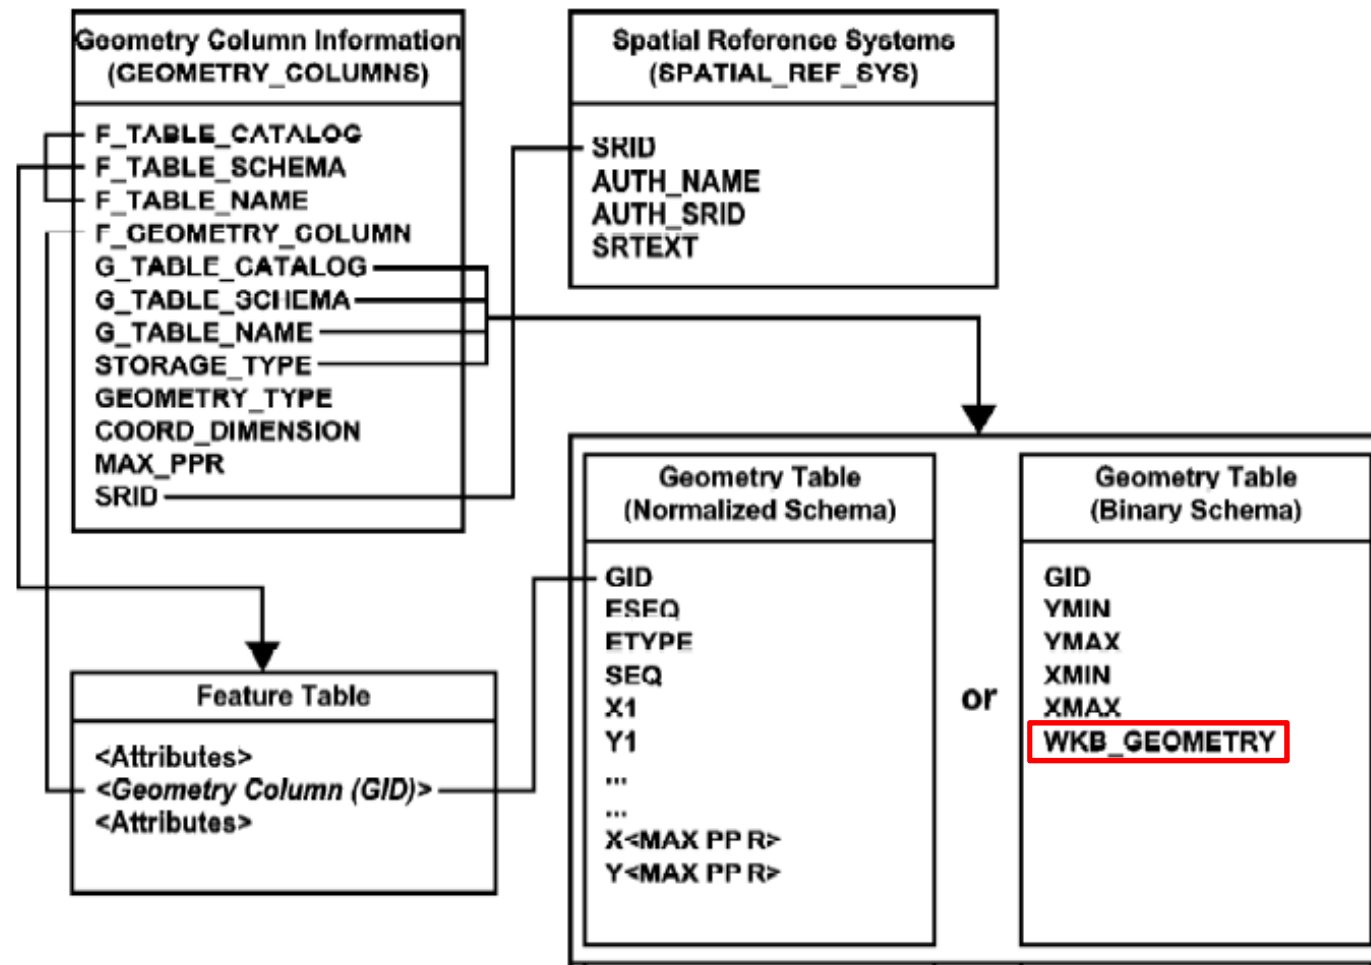 Geometry Column Information
(GEOMETRY_COLUMNS)
F_TABLE_CATALOG
F_TABLE_SCHEMA
F_TABLE_NAME
F_GEOMETRY_COLUMN
G_TABLE_CATALOG
G_TABLE_SCHEMA
G_TABLE_NAME
STORAGE_TYPE
GEOMETRY_TYPE
COORD_DIMENSION
MAX_PPR
SRID
Spatial Reference Systems
(SPATIAL_REF_SYS)
SRID
AUTH_NAME
AUTH_SRID
SRTEXT
Feature Table
<Attributes>
<Geometry Column (GID)>
<Attributes>
Geometry Table
(Normalized Schema)
GID
ESEQ
ETYPE
SEQ
X1
Y1
...
...
X<MAX PPR>
Y<MAX PPR>
or
Geometry Table
(Binary Schema)
GID
YMIN
YMAX
XMIN
XMAX
WKB_GEOMETRY